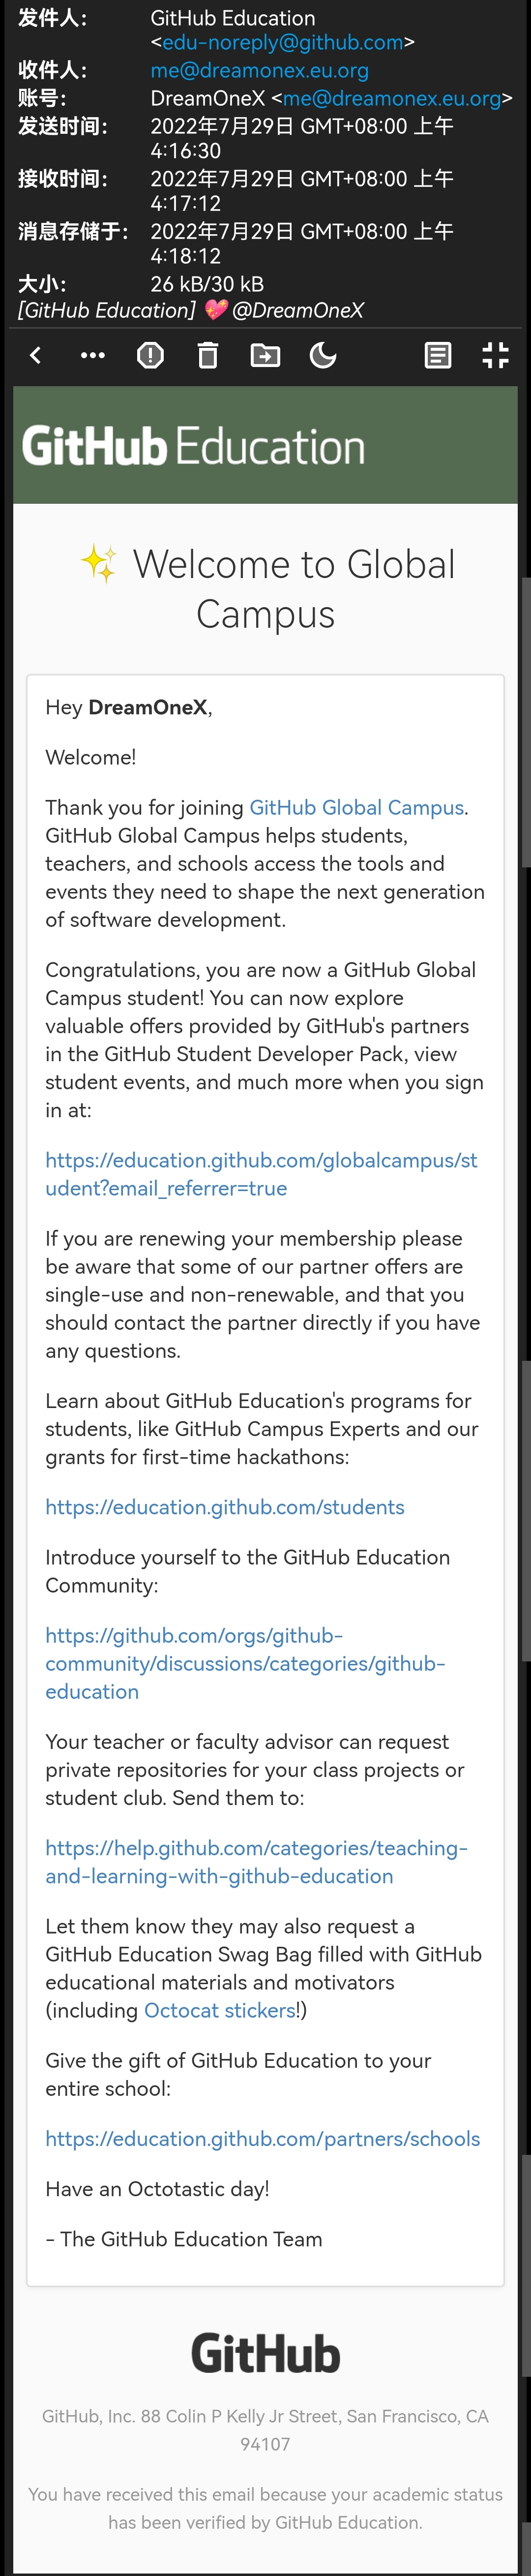 发件人： GitHub Education
<edu-noreply@github.com>
收件人： me@dreamonex.eu.org
账号： DreamOneX <me@dreamonex.eu.org>
发送时间： 2022年7月29日 GMT+08:00 上午
4:16:30
接收时间： 2022年7月29日 GMT+08:00 上午
4:17:12
消息存储于： 2022年7月29日 GMT+08:00 上午
4:18:12
大小： 26 kB/30 kB
[GitHub Education] 💖 @DreamOneX
GitHub Education
✨ Welcome to Global
Campus
Hey DreamOneX,
Welcome!
Thank you for joining GitHub Global Campus.
GitHub Global Campus helps students,
teachers, and schools access the tools and
events they need to shape the next generation
of software development.
Congratulations, you are now a GitHub Global
Campus student! You can now explore
valuable offers provided by GitHub's partners
in the GitHub Student Developer Pack, view
student events, and much more when you sign
in at:
https://education.github.com/globalcampus/st
udent?email_referrer=true
If you are renewing your membership please
be aware that some of our partner offers are
single-use and non-renewable, and that you
should contact the partner directly if you have
any questions.
Learn about GitHub Education's programs for
students, like GitHub Campus Experts and our
grants for first-time hackathons:
https://education.github.com/students
Introduce yourself to the GitHub Education
Community:
https://github.com/orgs/github-
community/discussions/categories/github-
education
Your teacher or faculty advisor can request
private repositories for your class projects or
student club. Send them to:
https://help.github.com/categories/teaching-
and-learning-with-github-education
Let them know they may also request a
GitHub Education Swag Bag filled with GitHub
educational materials and motivators
(including Octocat stickers!)
Give the gift of GitHub Education to your
entire school:
https://education.github.com/partners/schools
Have an Octotastic day!
- The GitHub Education Team
GitHub
GitHub, Inc. 88 Colin P Kelly Jr Street, San Francisco, CA
94107
You have received this email because your academic status
has been verified by GitHub Education.